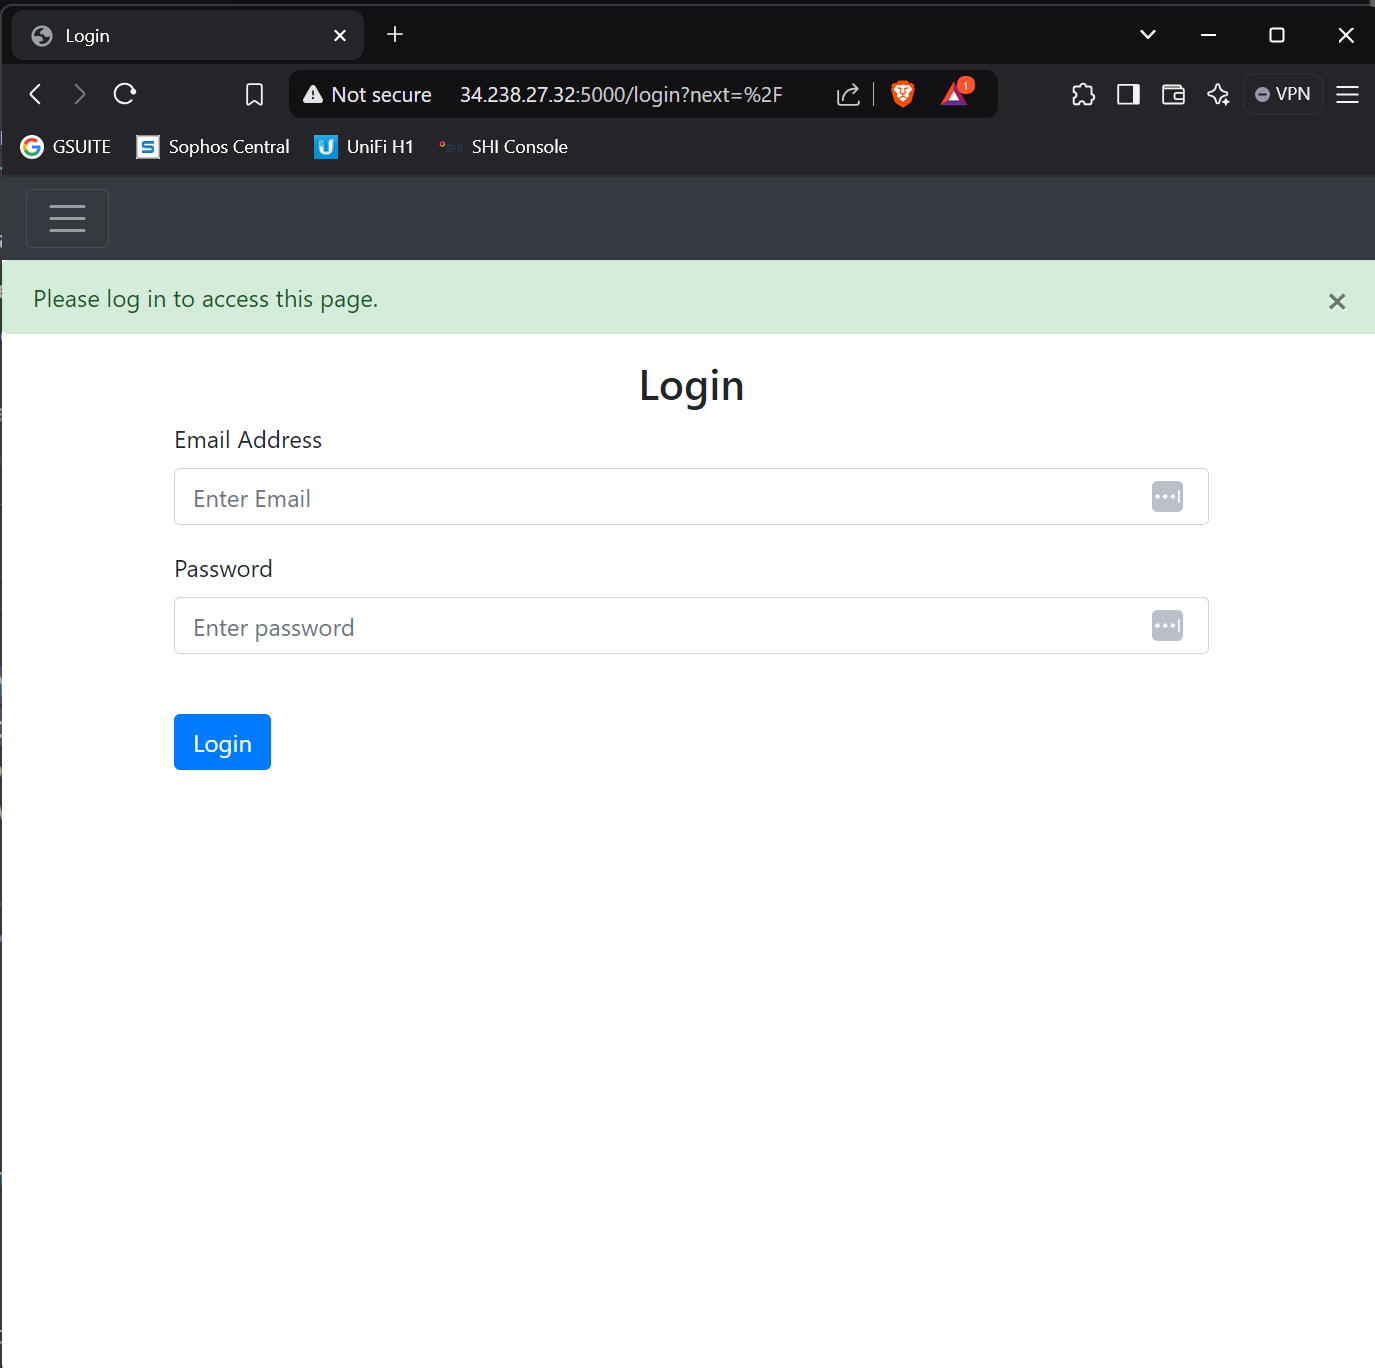 Login
Not secure 34.238.27.32:5000/login?next=%2F 1 VPN
GSUITE S Sophos Central U UniFi H1 SHI SHI Console
Please log in to access this page.
Login
Email Address
Enter Email
Password
Enter password
Login